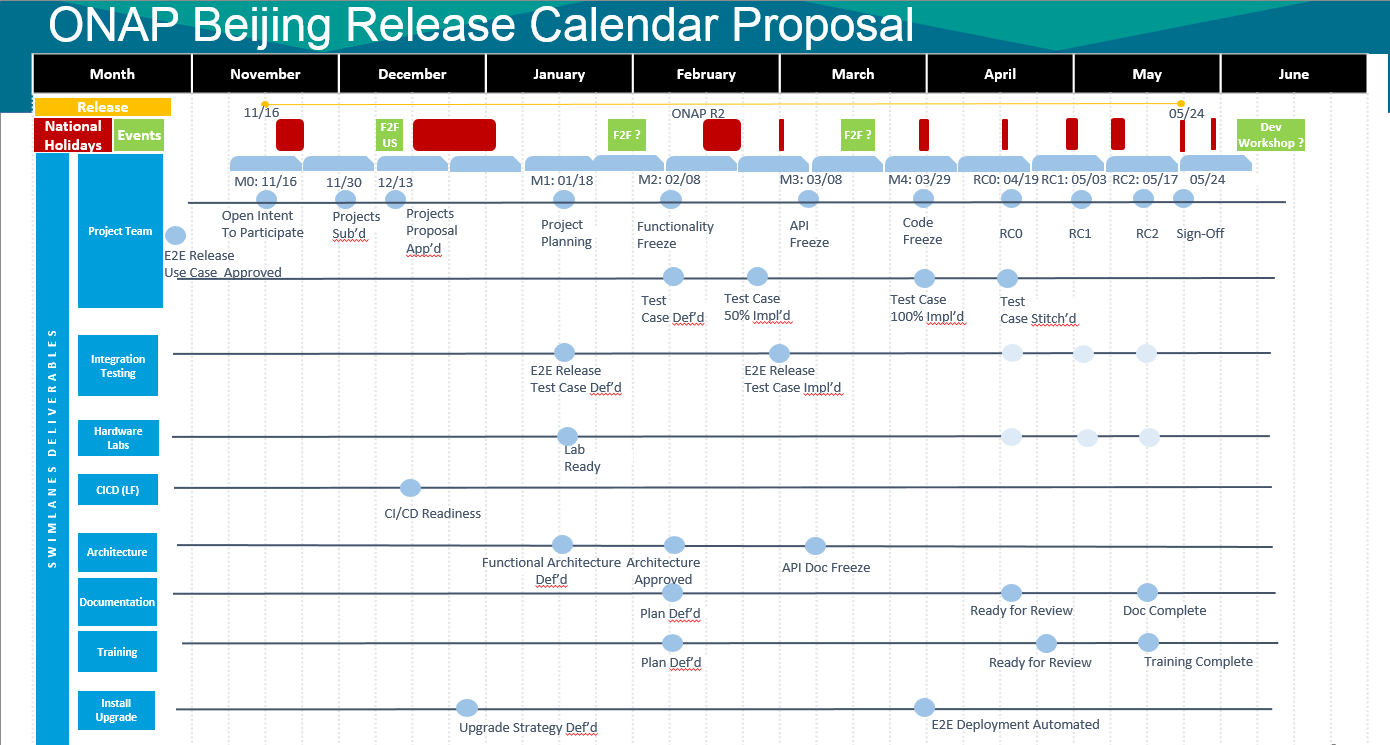 ONAP Beijing Release Calendar Proposal
Month
November
December
January
February
March
April
May
June
Release
11/16
ONAP R2
05/24
National
Holidays
Events
F2F
US
F2F ?
F2F ?
Dev
Workshop ?
SWIMLANES DELIVERABLES
Project Team
M0: 11/16
11/30
12/13
M1: 01/18
M2: 02/08
M3: 03/08
M4: 03/29
RC0: 04/19
RC1: 05/03
RC2: 05/17
05/24
Open Intent
To Participate
Projects
Sub’d
Projects
Proposal
App’d
Project
Planning
Functionality
Freeze
API
Freeze
Code
Freeze
RC0
RC1
RC2
Sign-Off
E2E Release
Use Case  Approved
Test
Case Def’d
Test Case
50% Impl’d
Test Case
100% Impl’d
Test
Case Stitch’d
Integration
Testing
E2E Release
Test Case Def’d
E2E Release
Test Case Impl’d
Hardware
Labs
Lab
Ready
CICD (LF)
CI/CD Readiness
Architecture
Functional Architecture
Def’d
Architecture
Approved
API Doc Freeze
Documentation
Plan Def’d
Ready for Review
Doc Complete
Training
Plan Def’d
Ready for Review
Training Complete
Install
Upgrade
Upgrade Strategy Def’d
E2E Deployment Automated